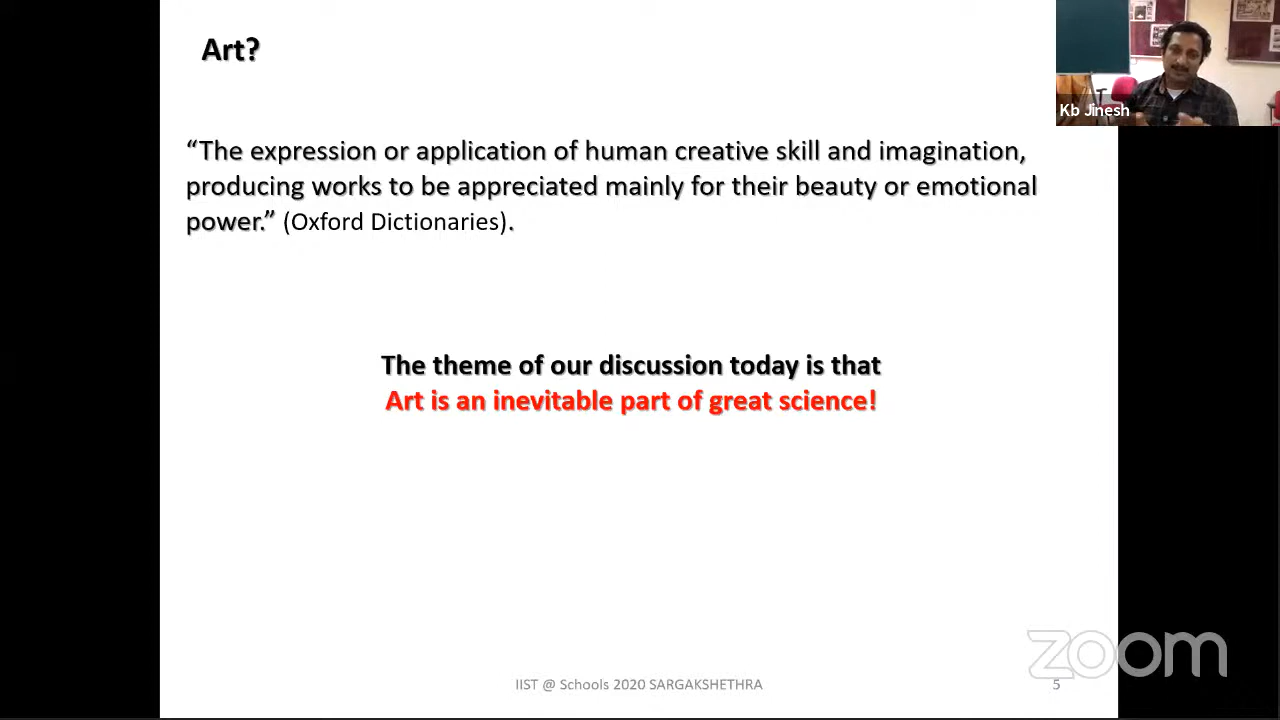 Art?
Kb Jinesh
“The expression or application of human creative skill and imagination,
producing works to be appreciated mainly for their beauty or emotional
power.” (Oxford Dictionaries).
The theme of our discussion today is that
Art is an inevitable part of great science!
zoom
IIST @ Schools 2020 SARGAKSHETHRA
5